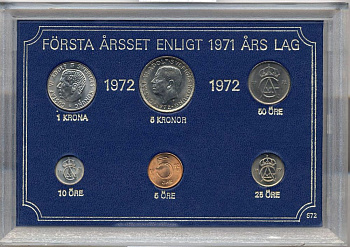 FÖRSTA ÅRSSET ENLIGT 1971 ÅRS LAG
1972 1972
1 KRONA 5 KRONOR 50 ÖRE
10 ÖRE 5 ÖRE 25 ÖRE
S72